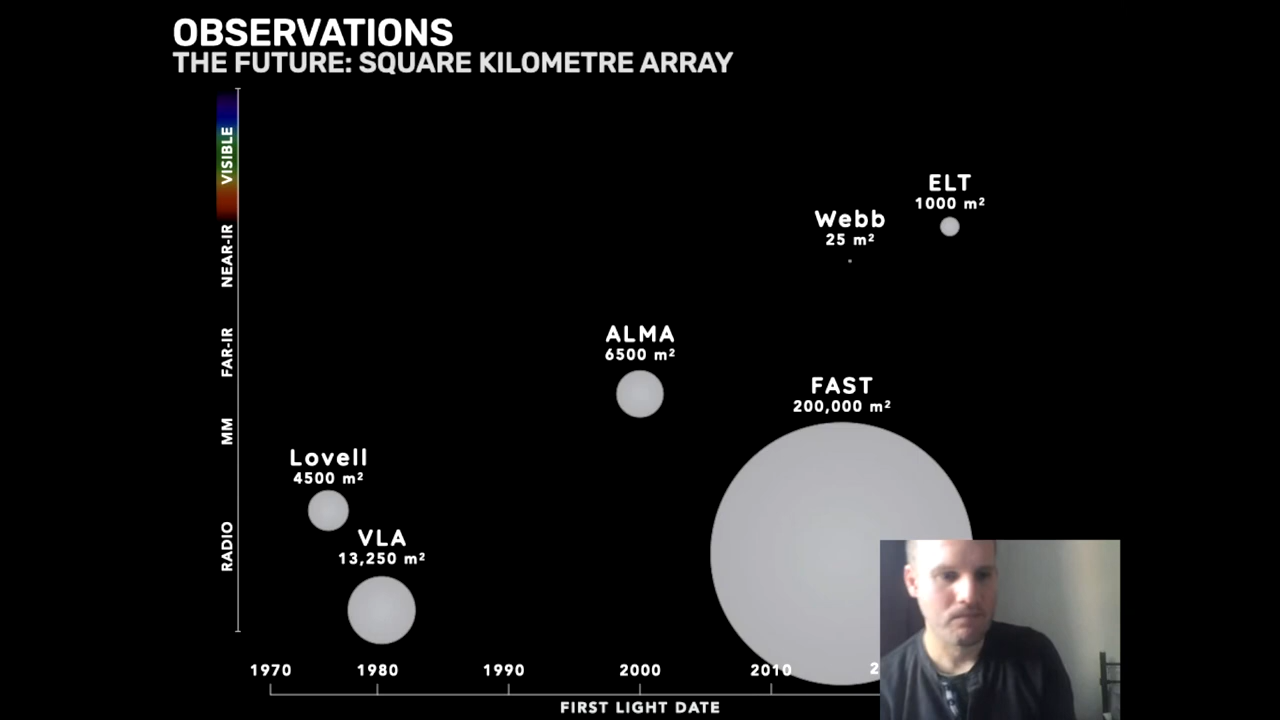 OBSERVATIONS
THE FUTURE: SQUARE KILOMETRE ARRAY
VISIBLE
NEAR-IR
FAR-IR
MM
RADIO
ELT
1000 m²
Webb
25 m²
ALMA
6500 m²
FAST
200,000 m²
Lovell
4500 m²
VLA
13,250 m²
1970 1980 1990 2000 2010
FIRST LIGHT DATE